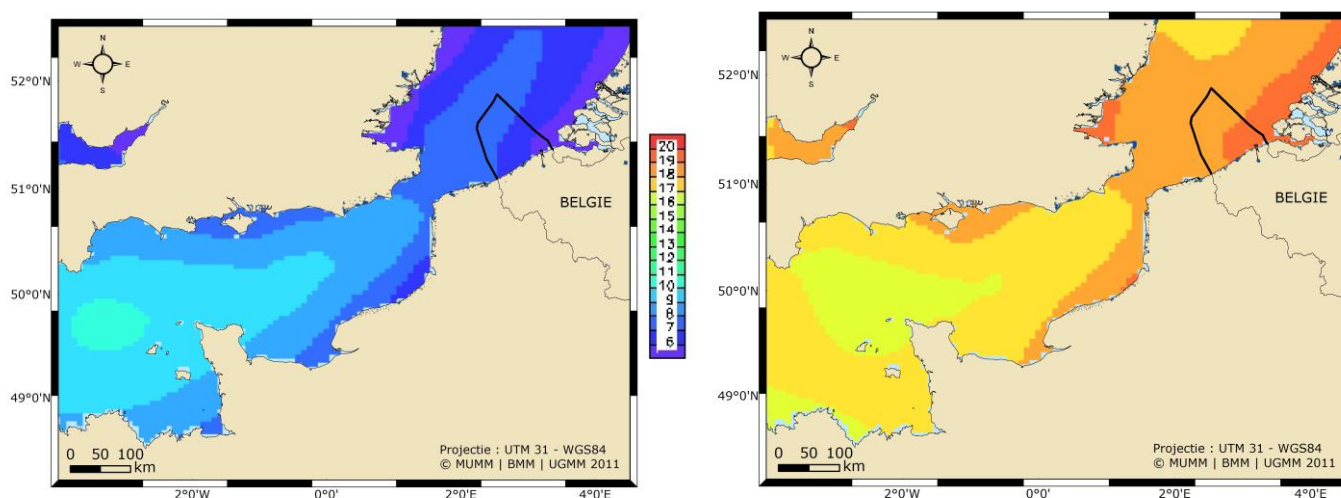 N
W E
S
52°0'N
51°0'N
50°0'N
49°0'N
BELGIE
0 50 100
km
Projectie : UTM 31 - WGS84
© MUMM | BMM | UGMM 2011
2°0'W 0°0' 2°0'E 4°0'E
20
19
18
17
16
15
14
13
12
11
10
9
8
7
6
N
W E
S
52°0'N
51°0'N
50°0'N
49°0'N
BELGIE
0 50 100
km
Projectie : UTM 31 - WGS84
© MUMM | BMM | UGMM 2011
2°0'W 0°0' 2°0'E 4°0'E